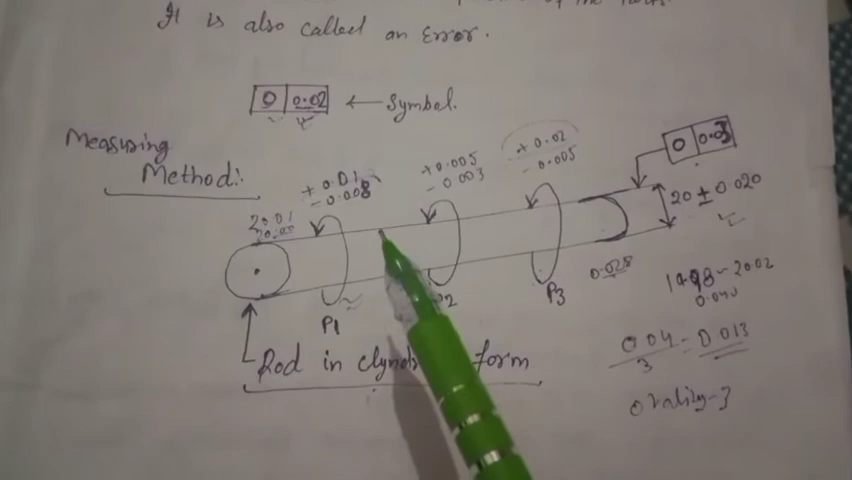 It is also called an Error.
0.02 ← Symbol.
Measuring
Method:
+0.01
-0.008
+0.005
-0.003
+0.02
-0.005
0.03
20.01
20 ± 0.020
P1
P3
0.028
19.98 - 20.02
0.040
0.04 = 0.013
3
ovality - 3
Rod in form